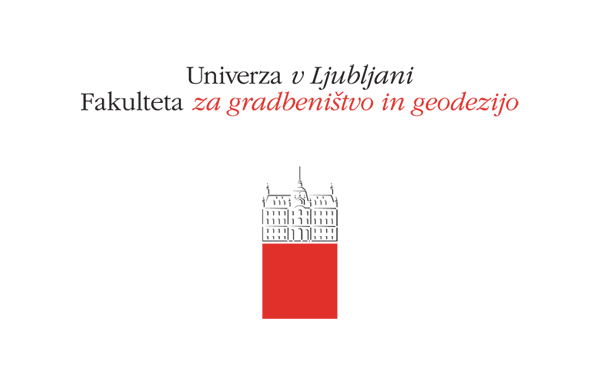 Univerza v Ljubljani
Fakulteta za gradbeništvo in geodezijo